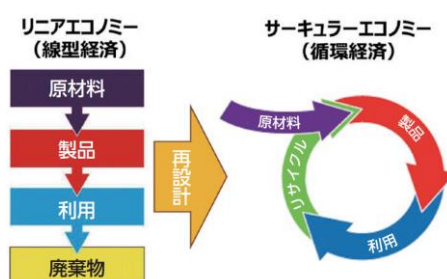 リニアエコノミー
(線型経済)
原材料
製品
利用
廃棄物
再設計
サーキュラーエコノミー
(循環経済)
原材料
製品
利用
リサイクル